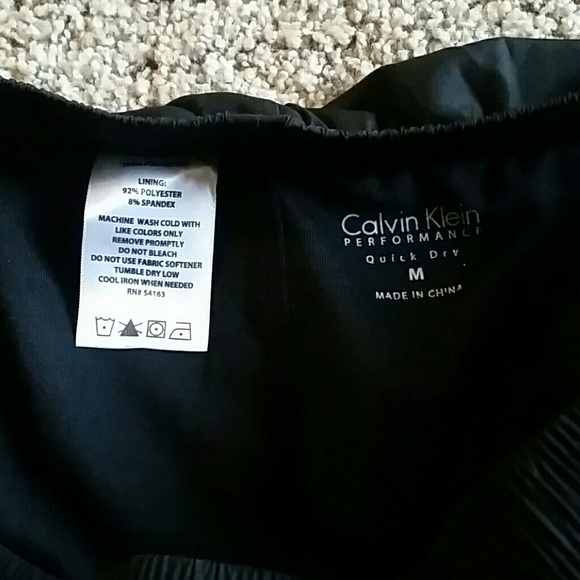 LINING:
92% POLYESTER
8% SPANDEX
MACHINE WASH COLD WITH
LIKE COLORS ONLY
REMOVE PROMPTLY
DO NOT BLEACH
DO NOT USE FABRIC SOFTENER
TUMBLE DRY LOW
COOL IRON WHEN NEEDED
RN# 54163
Calvin Klein
PERFORMANCE
Quick Dry
M
MADE IN CHINA